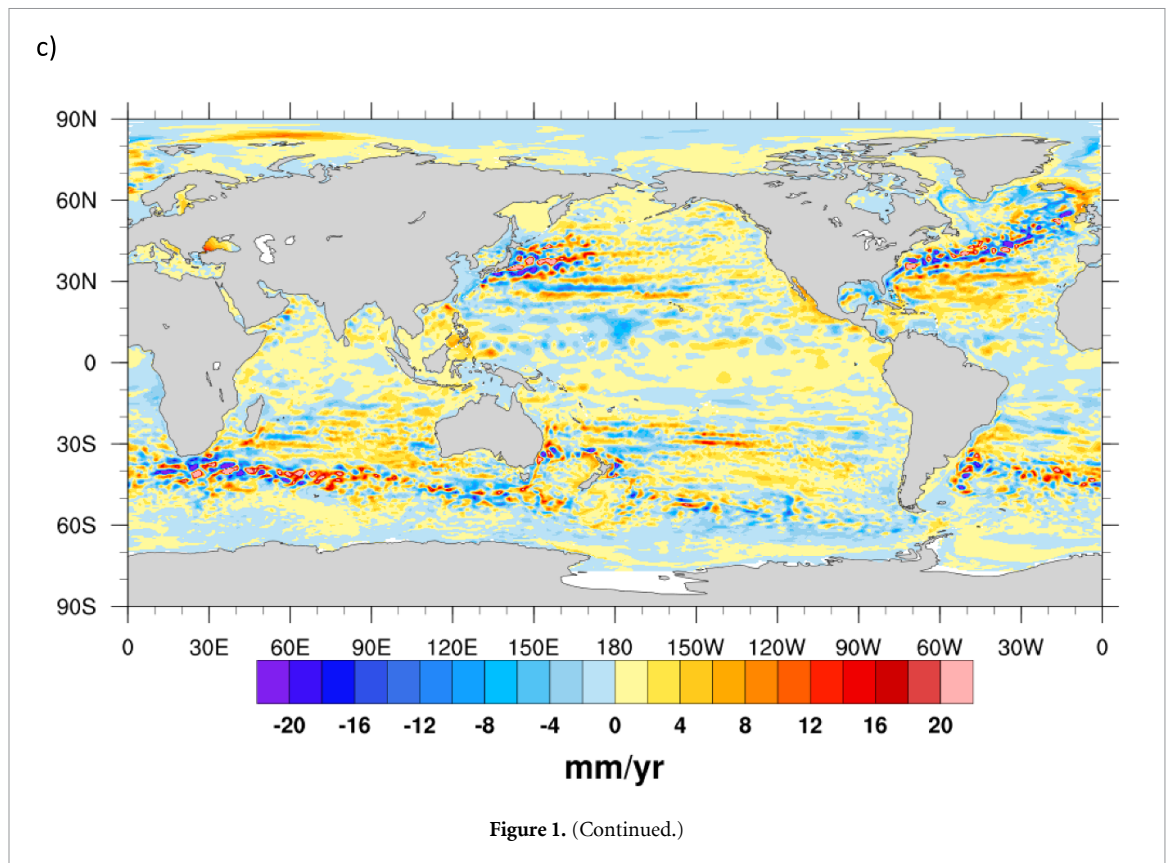 c)
90N
60N
30N
0
30S
60S
90S
0 30E 60E 90E 120E 150E 180 150W 120W 90W 60W 30W 0
-20 -16 -12 -8 -4 0 4 8 12 16 20
mm/yr
Figure 1. (Continued.)